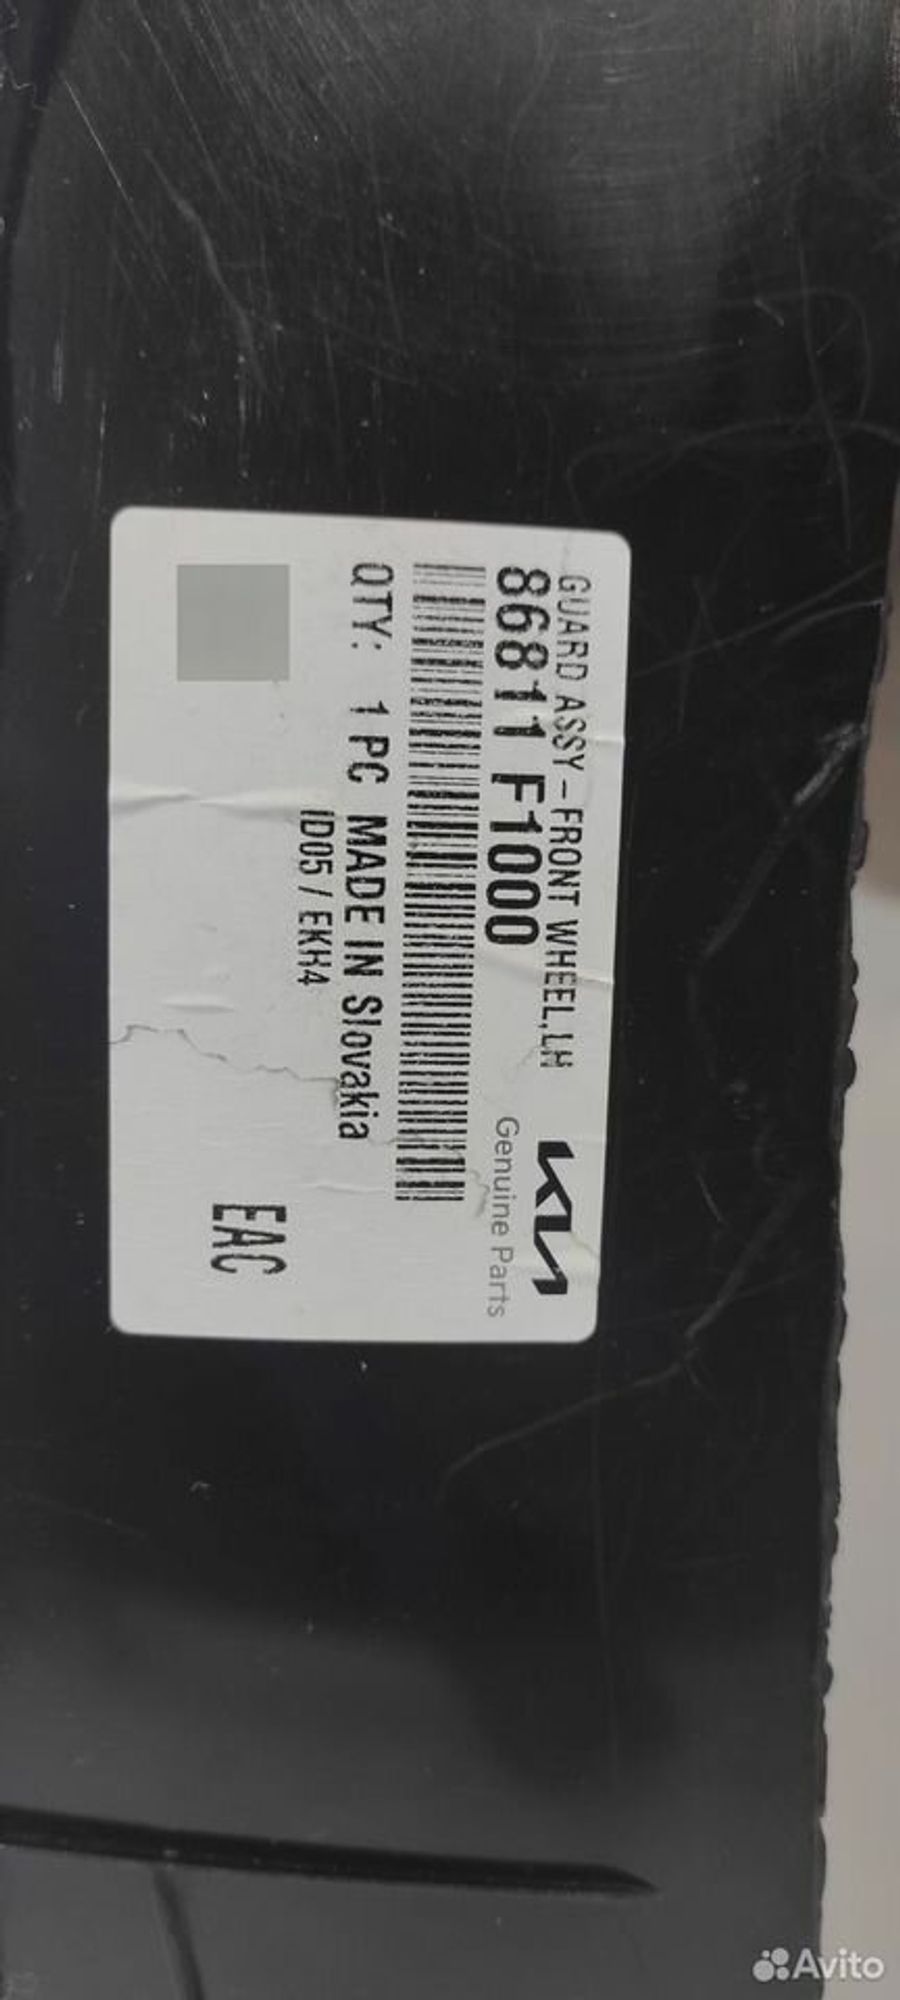 GUARD ASSY-FRONT WHEEL,LH
86811 F1000
KIA
Genuine Parts
QTY: 1 PC MADE IN Slovakia
ID05 / EKH4
EAC
Avito